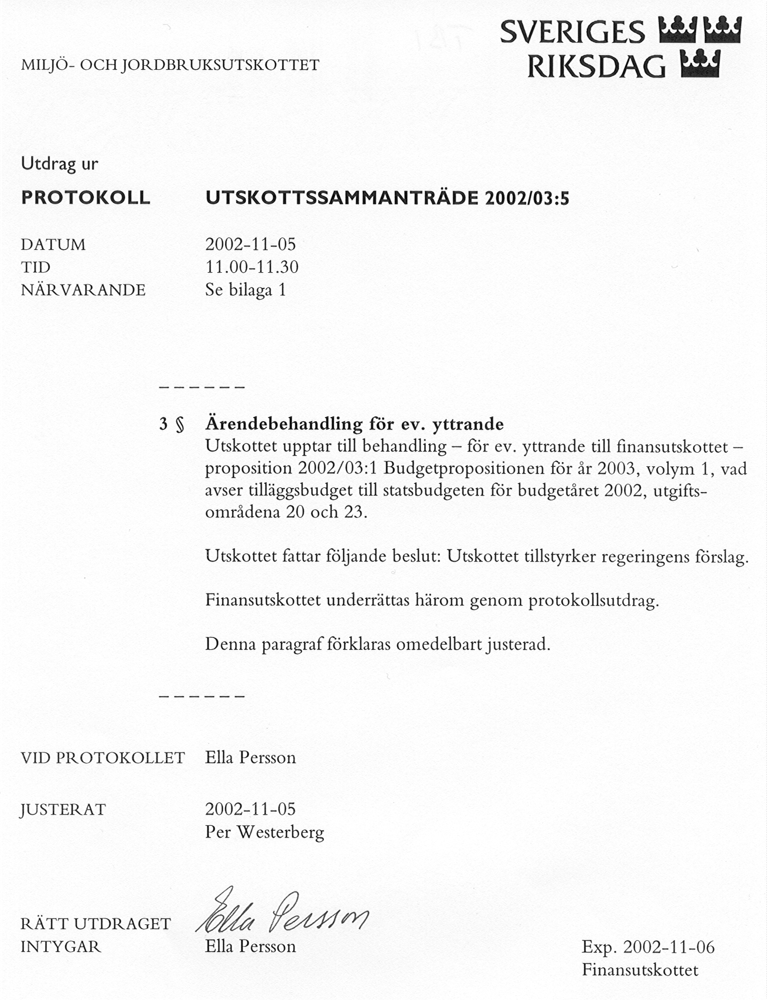 SVERIGES
RIKSDAG
MILJÖ- OCH JORDBRUKSUTSKOTTET
Utdrag ur
PROTOKOLL UTSKOTTSSAMMANTRÄDE 2002/03:5
DATUM 2002-11-05
TID 11.00-11.30
NÄRVARANDE Se bilaga 1
– – – – – –
3 § Ärendebehandling för ev. yttrande
Utskottet upptar till behandling – för ev. yttrande till finansutskottet –
proposition 2002/03:1 Budgetpropositionen för år 2003, volym 1, vad
avser tilläggsbudget till statsbudgeten för budgetåret 2002, utgifts-
områdena 20 och 23.
Utskottet fattar följande beslut: Utskottet tillstyrker regeringens förslag.
Finansutskottet underrättas härom genom protokollsutdrag.
Denna paragraf förklaras omedelbart justerad.
– – – – – –
VID PROTOKOLLET Ella Persson
JUSTERAT 2002-11-05
Per Westerberg
Ella Persson
RÄTT UTDRAGET
INTYGAR Ella Persson
Exp. 2002-11-06
Finansutskottet